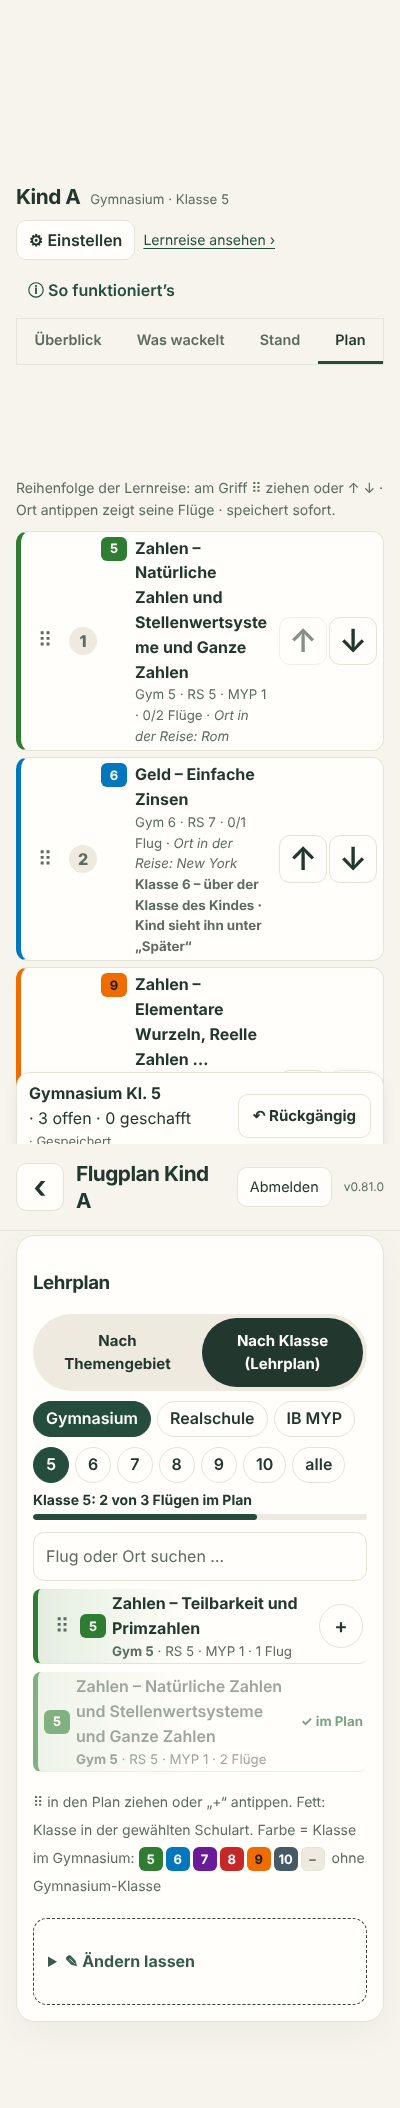 Kind A Gymnasium · Klasse 5
⚙ Einstellen Lernreise ansehen ›
ⓘ So funktioniert's
Überblick Was wackelt Stand Plan
Reihenfolge der Lernreise: am Griff ⠿ ziehen oder ↑ ↓ ·
Ort antippen zeigt seine Flüge · speichert sofort.
5 Zahlen –
Natürliche
Zahlen und
Stellenwertsyste
me und Ganze
Zahlen
⠿ 1 ↑ ↓
Gym 5 · RS 5 · MYP 1
· 0/2 Flüge · Ort in
der Reise: Rom
6 Geld – Einfache
Zinsen
Gym 6 · RS 7 · 0/1
Flug · Ort in der
Reise: New York
⠿ 2 ↑ ↓
Klasse 6 – über der
Klasse des Kindes ·
Kind sieht ihn unter
„Später“
9 Zahlen –
Elementare
Wurzeln, Reelle
Zahlen ...
Gymnasium Kl. 5
· 3 offen · 0 geschafft
· Gespeichert
↶ Rückgängig
‹ Flugplan Kind
A
Abmelden v0.81.0
Lehrplan
Nach
Themengebiet
Nach Klasse
(Lehrplan)
Gymnasium Realschule IB MYP
5 6 7 8 9 10 alle
Klasse 5: 2 von 3 Flügen im Plan
Flug oder Ort suchen ...
⠿ 5 Zahlen – Teilbarkeit und
Primzahlen
Gym 5 · RS 5 · MYP 1 · 1 Flug
+
5 Zahlen – Natürliche Zahlen
und Stellenwertsysteme
und Ganze Zahlen
Gym 5 · RS 5 · MYP 1 · 2 Flüge
✓ im Plan
⠿ in den Plan ziehen oder „+“ antippen. Fett:
Klasse in der gewählten Schulart. Farbe = Klasse
im Gymnasium: 5 6 7 8 9 10 – ohne
Gymnasium-Klasse
▶ ✎ Ändern lassen